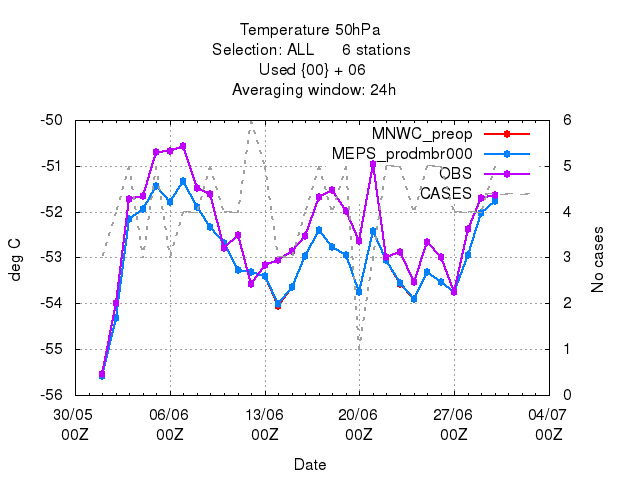 Temperature 50hPa
Selection: ALL 6 stations
Used {00} + 06
Averaging window: 24h
MNWC_preop
MEPS_prodmbr000
OBS
CASES
-50
-51
-52
-53
-54
-55
-56
6
5
4
3
2
1
0
deg C
No cases
30/05 06/06 13/06 20/06 27/06 04/07
00Z 00Z 00Z 00Z 00Z 00Z
Date